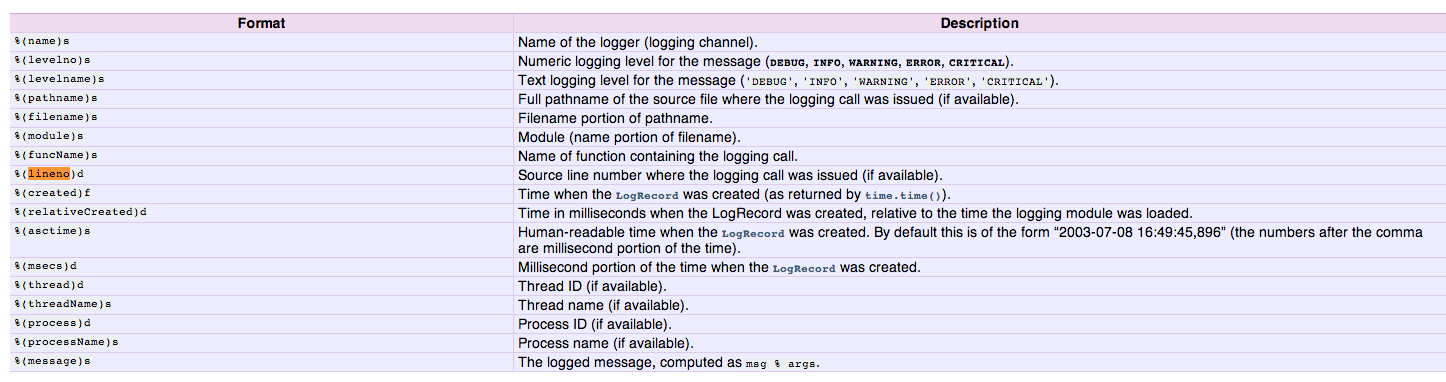 Format Description
%(name)s Name of the logger (logging channel).
%(levelno)s Numeric logging level for the message (DEBUG, INFO, WARNING, ERROR, CRITICAL).
%(levelname)s Text logging level for the message ('DEBUG', 'INFO', 'WARNING', 'ERROR', 'CRITICAL').
%(pathname)s Full pathname of the source file where the logging call was issued (if available).
%(filename)s Filename portion of pathname.
%(module)s Module (name portion of filename).
%(funcName)s Name of function containing the logging call.
%(lineno)d Source line number where the logging call was issued (if available).
%(created)f Time when the LogRecord was created (as returned by time.time()).
%(relativeCreated)d Time in milliseconds when the LogRecord was created, relative to the time the logging module was loaded.
%(asctime)s Human-readable time when the LogRecord was created. By default this is of the form “2003-07-08 16:49:45,896” (the numbers after the comma
are millisecond portion of the time).
%(msecs)d Millisecond portion of the time when the LogRecord was created.
%(thread)d Thread ID (if available).
%(threadName)s Thread name (if available).
%(process)d Process ID (if available).
%(processName)s Process name (if available).
%(message)s The logged message, computed as msg % args.